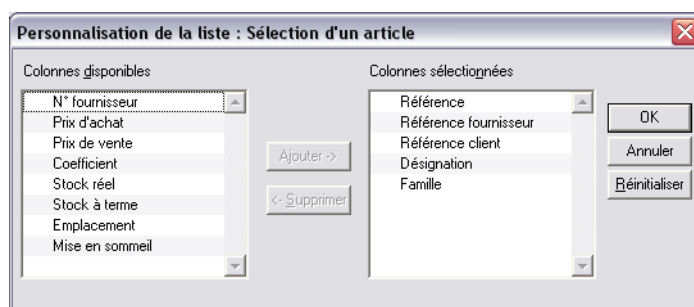 Personnalisation de la liste : Sélection d'un article
Colonnes disponibles
N° fournisseur
Prix d'achat
Prix de vente
Coefficient
Stock réel
Stock à terme
Emplacement
Mise en sommeil
Ajouter ->
<- Supprimer
Colonnes sélectionnées
Référence
Référence fournisseur
Référence client
Désignation
Famille
OK
Annuler
Réinitialiser